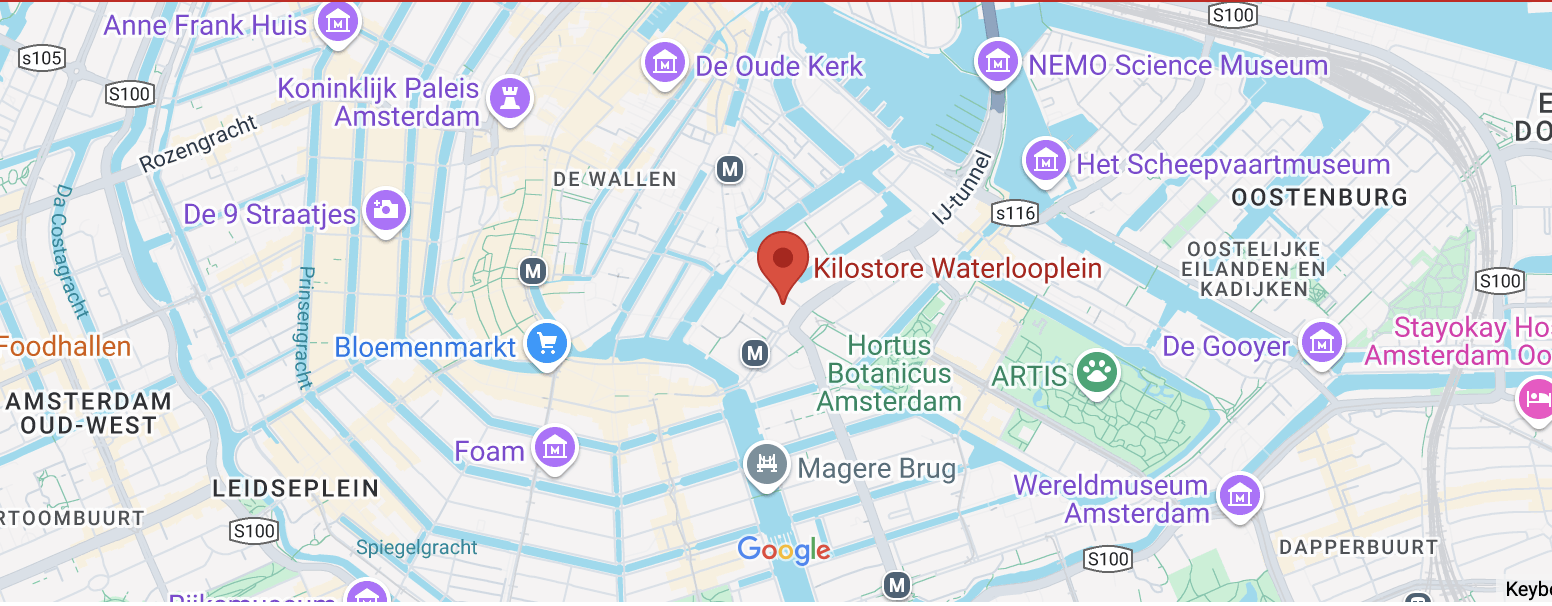 S100
Anne Frank Huis
s105
De Oude Kerk
NEMO Science Museum
S100
Koninklijk Paleis
Amsterdam
Rozengracht
DE WALLEN
M
IJ-tunnel
Het Scheepvaartmuseum
OOSTENBURG
Da Costagracht
De 9 Straatjes
s116
M
Kilostore Waterlooplein
OOSTELIJKE
EILANDEN EN
KADIJKEN
S100
Prinsengracht
Foodhallen
Bloemenmarkt
M
Hortus
Botanicus
Amsterdam
ARTIS
De Gooyer
Stayokay Ho
Amsterdam Oo
AMSTERDAM
OUD-WEST
Foam
Magere Brug
LEIDSEPLEIN
Wereldmuseum
Amsterdam
RTOOMBUURT
S100
Spiegelgracht
Google
S100
DAPPERBUURT
M
Rijksmuseum
Keybo